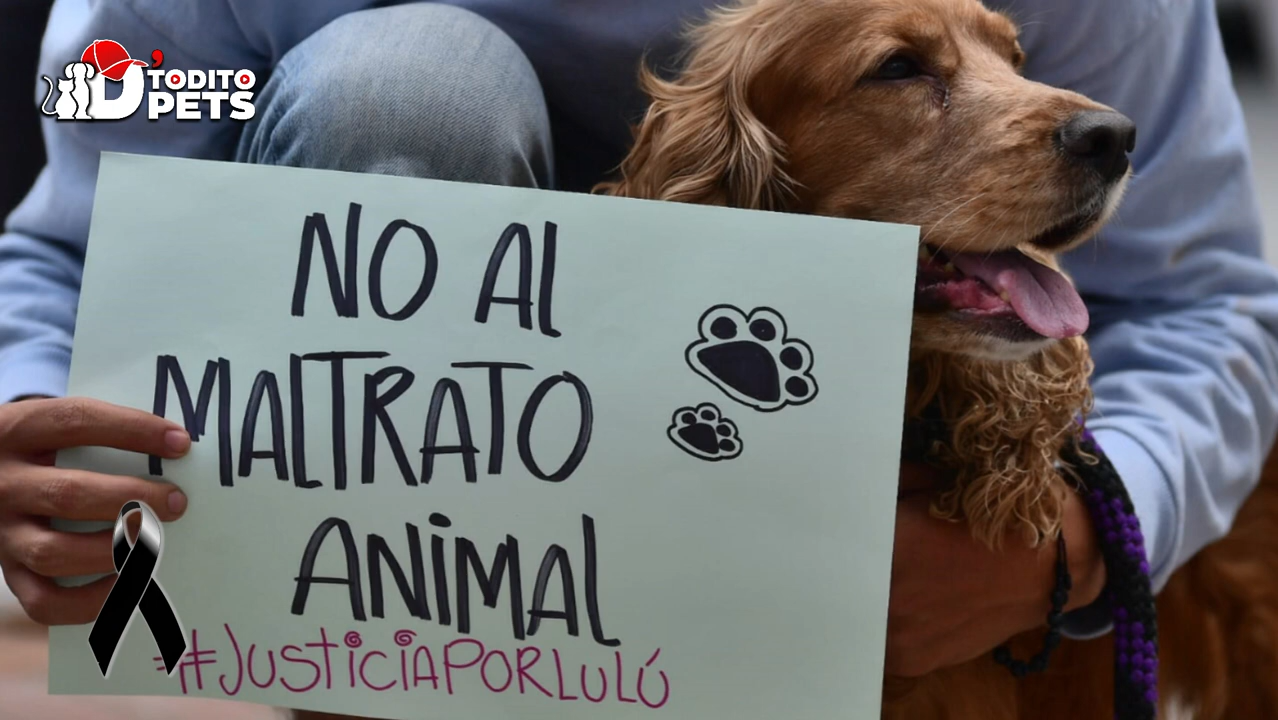 D'TODITO
PETS
NO AL
MALTRATO
ANIMAL
#JUSTICIAPORLULÚ